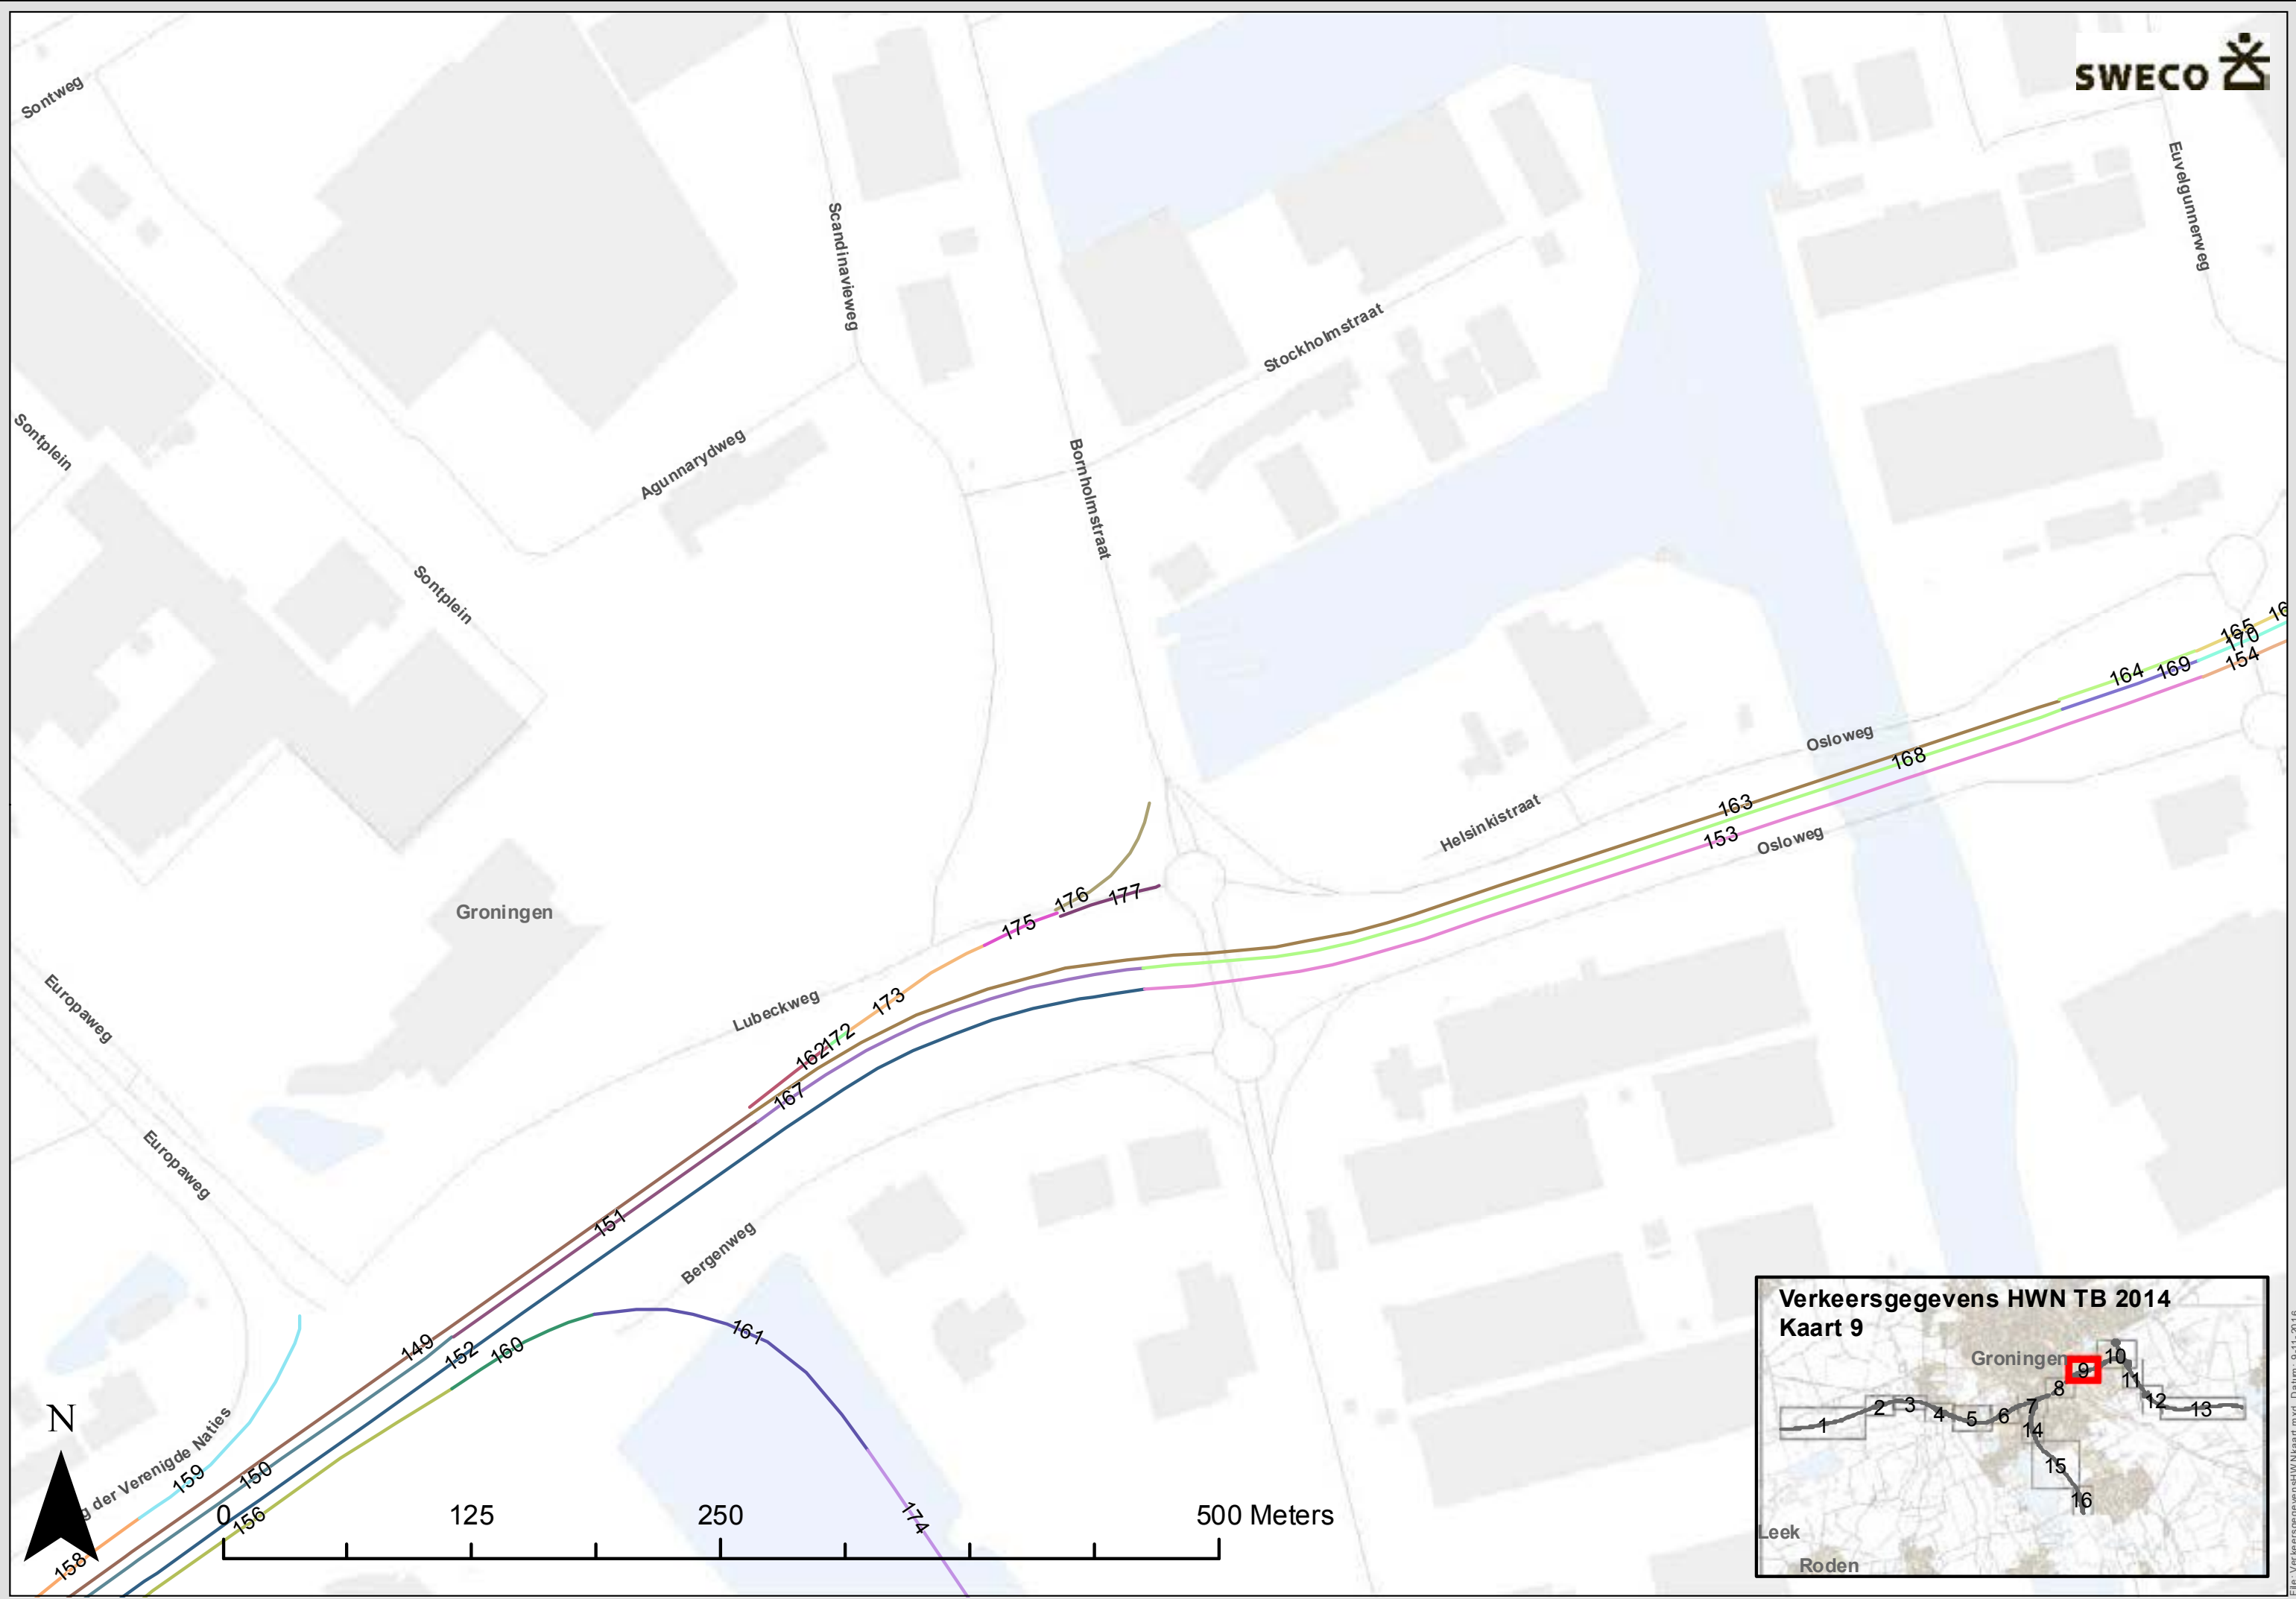 SWECO
Sontweg
Scandinavieweg
Euvelgunnerweg
Stockholmstraat
Sontplein
Agunnarydweg
Bornholmstraat
Sontplein
165
170
154
164
169
Osloweg
168
163
Helsinkistraat
153
Osloweg
176
177
Groningen
175
Europaweg
Lubeckweg
173
172
162
167
Europaweg
151
Bergenweg
161
149
152
160
g der Verenigde Naties
159
150
156
158
174
N
0 125 250 500 Meters
Verkeersgegevens HWN TB 2014
Kaart 9
Groningen
10
9
11
8
12
13
7
6
5
4
3
2
1
14
15
16
Leek
Roden